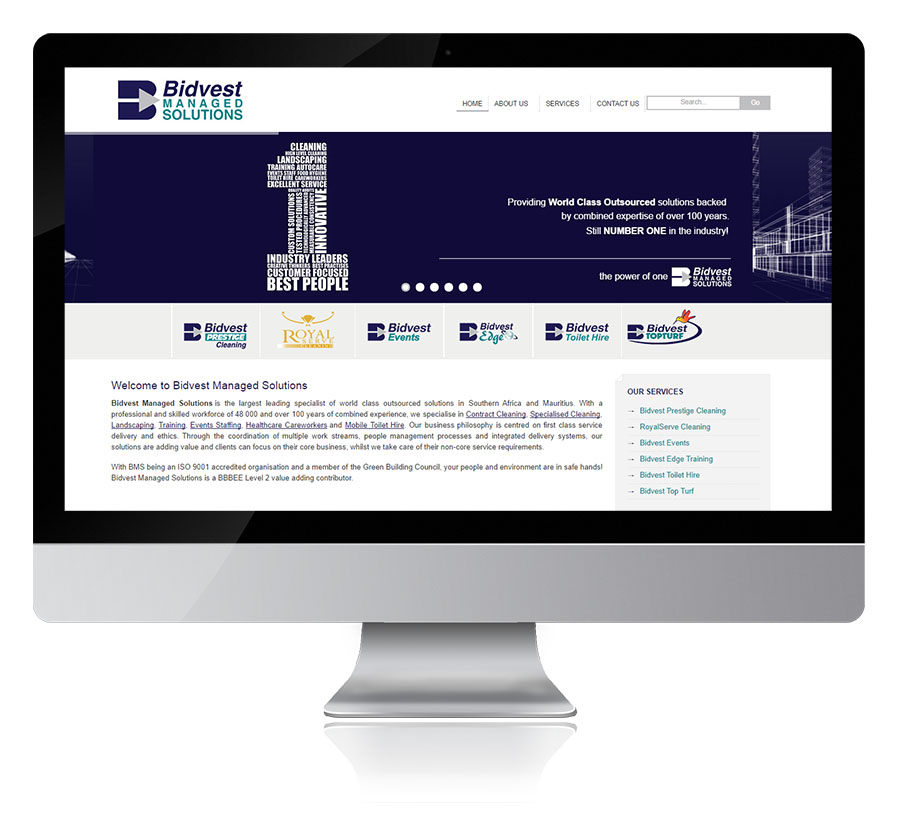 Bidvest
MANAGED
SOLUTIONS
HOME ABOUT US SERVICES CONTACT US Search... Go
CLEANING
HIGH LEVEL CLEANING
LANDSCAPING
TRAINING AUTOCARE
EVENTS STAFF FOOD HYGIENE
TOILET HIRE CAREWORKERS
EXCELLENT SERVICE
CUSTOM SOLUTIONS
TESTED PROCEDURES
TECHNOLOGICALLY ADVANCED
MEASURABLE CONSISTENCY
INNOVATIVE
INDUSTRY LEADERS
CREATIVE THINKERS BEST PRACTISES
CUSTOMER FOCUSED
BEST PEOPLE
Providing World Class Outsourced solutions backed
by combined expertise of over 100 years.
Still NUMBER ONE in the industry!
the power of one Bidvest
MANAGED
SOLUTIONS
Bidvest
PRESTIGE
Cleaning
ROYAL
SERVE
CLEANING
Bidvest
Events
Bidvest
Edge
Bidvest
Toilet Hire
Bidvest
TOPTURF
Welcome to Bidvest Managed Solutions
Bidvest Managed Solutions is the largest leading specialist of world class outsourced solutions in Southern Africa and Mauritius. With a
professional and skilled workforce of 48 000 and over 100 years of combined experience, we specialise in Contract Cleaning, Specialised Cleaning,
Landscaping, Training, Events Staffing, Healthcare Careworkers and Mobile Toilet Hire. Our business philosophy is centred on first class service
delivery and ethics. Through the coordination of multiple work streams, people management processes and integrated delivery systems, our
solutions are adding value and clients can focus on their core business, whilst we take care of their non-core service requirements.
With BMS being an ISO 9001 accredited organisation and a member of the Green Building Council, your people and environment are in safe hands!
Bidvest Managed Solutions is a BBBEE Level 2 value adding contributor.
OUR SERVICES
→ Bidvest Prestige Cleaning
→ RoyalServe Cleaning
→ Bidvest Events
→ Bidvest Edge Training
→ Bidvest Toilet Hire
→ Bidvest Top Turf